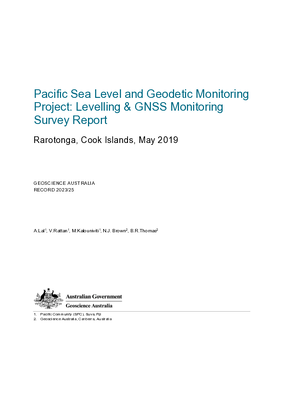 Pacific Sea Level and Geodetic Monitoring
Project: Levelling & GNSS Monitoring
Survey Report
Rarotonga, Cook Islands, May 2019
GEOSCIENCE AUSTRALIA
RECORD 2023/25
A.Lal¹, V.Rattan¹, M.Kalouniviti¹, N.J. Brown², B.R.Thomas²
Australian Government
Geoscience Australia
1. Pacific Community (SPC), Suva, Fiji
2. Geoscience Australia, Canberra, Australia